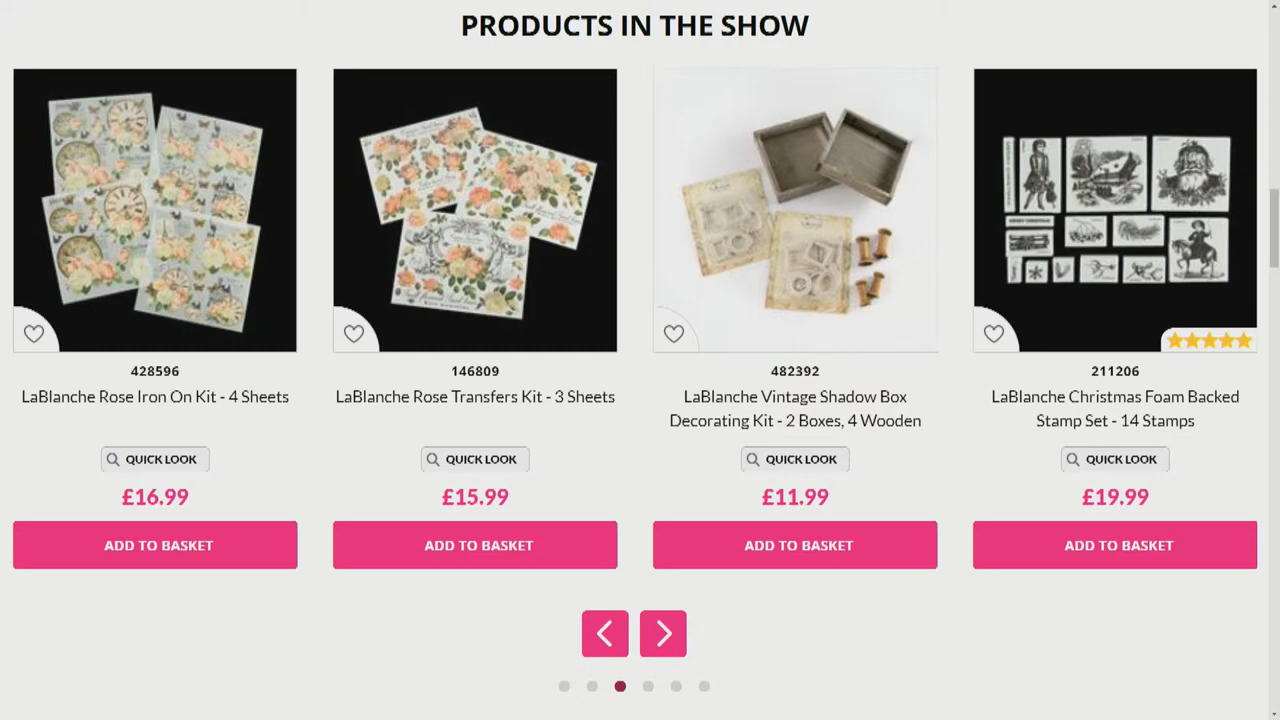 PRODUCTS IN THE SHOW
428596
LaBlanche Rose Iron On Kit - 4 Sheets
QUICK LOOK
£16.99
ADD TO BASKET
146809
LaBlanche Rose Transfers Kit - 3 Sheets
QUICK LOOK
£15.99
ADD TO BASKET
482392
LaBlanche Vintage Shadow Box
Decorating Kit - 2 Boxes, 4 Wooden
QUICK LOOK
£11.99
ADD TO BASKET
211206
LaBlanche Christmas Foam Backed
Stamp Set - 14 Stamps
QUICK LOOK
£19.99
ADD TO BASKET